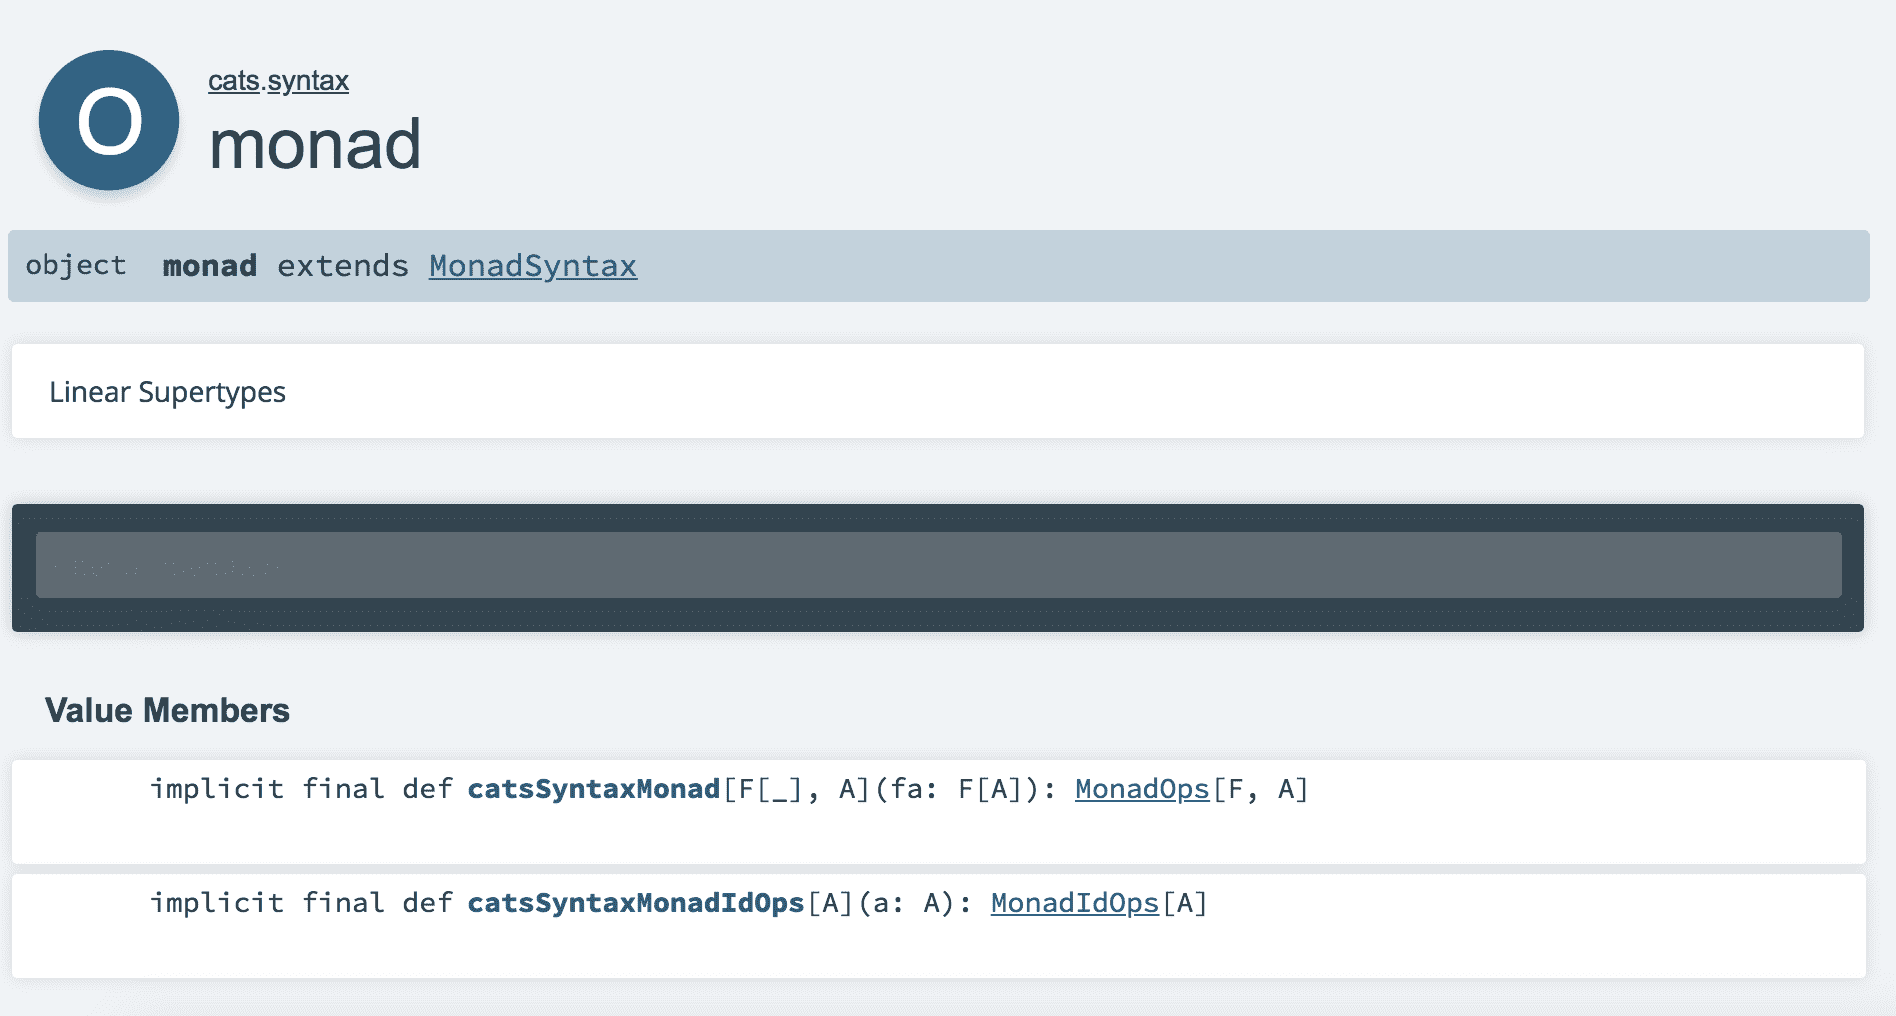 O
cats.syntax
monad
object monad extends MonadSyntax
Linear Supertypes
Value Members
implicit final def catsSyntaxMonad[F[_], A](fa: F[A]): MonadOps[F, A]
implicit final def catsSyntaxMonadIdOps[A](a: A): MonadIdOps[A]